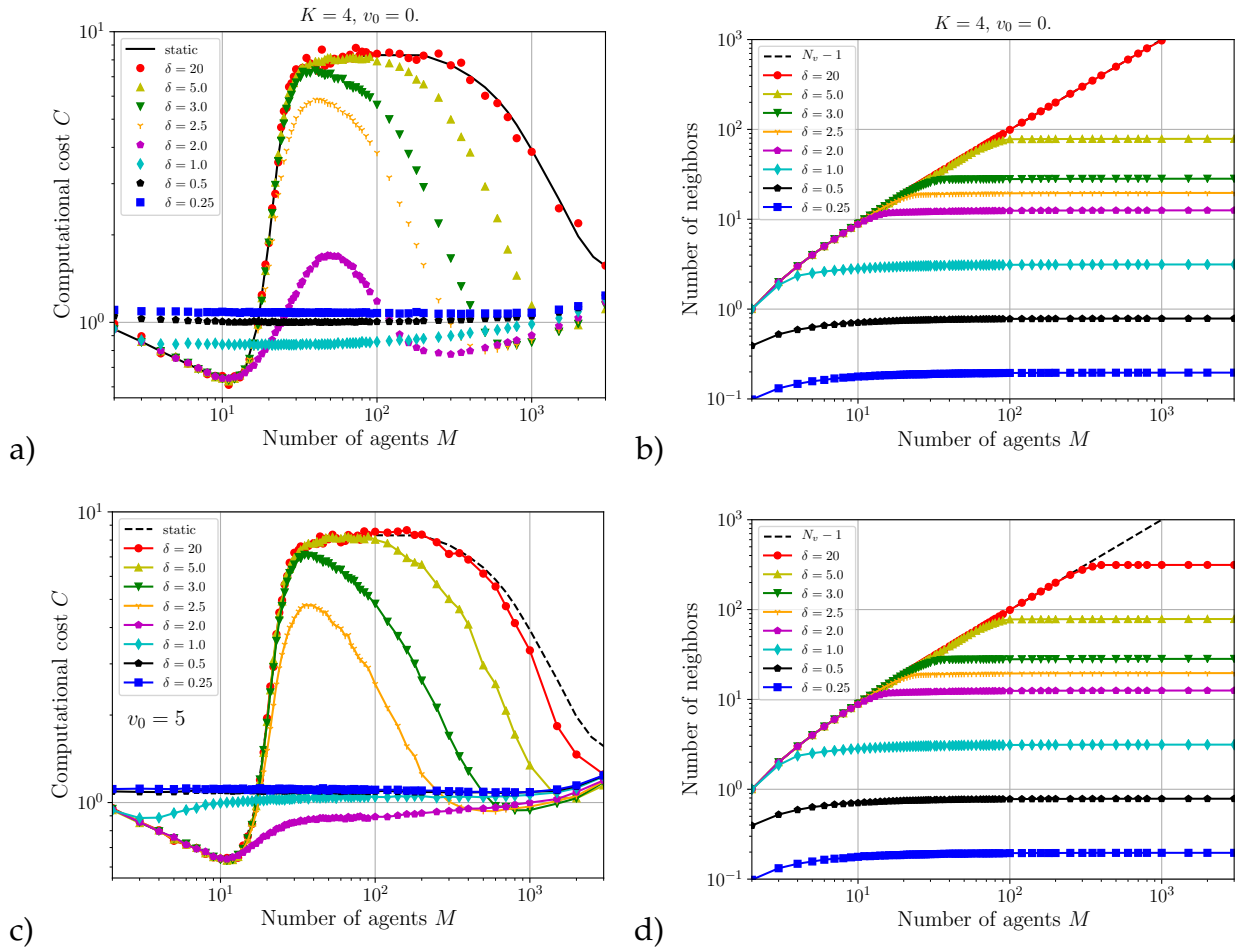 K = 4, v₀ = 0.
Computational cost C
10¹
10⁰
static
δ = 20
δ = 5.0
δ = 3.0
δ = 2.5
δ = 2.0
δ = 1.0
δ = 0.5
δ = 0.25
10¹ 10² 10³
Number of agents M
a)
K = 4, v₀ = 0.
Number of neighbors
10³
10²
10¹
10⁰
10⁻¹
N_v − 1
δ = 20
δ = 5.0
δ = 3.0
δ = 2.5
δ = 2.0
δ = 1.0
δ = 0.5
δ = 0.25
10¹ 10² 10³
Number of agents M
b)
Computational cost C
10¹
10⁰
static
δ = 20
δ = 5.0
δ = 3.0
δ = 2.5
δ = 2.0
δ = 1.0
δ = 0.5
δ = 0.25
v₀ = 5
10¹ 10² 10³
Number of agents M
c)
Number of neighbors
10³
10²
10¹
10⁰
10⁻¹
N_v − 1
δ = 20
δ = 5.0
δ = 3.0
δ = 2.5
δ = 2.0
δ = 1.0
δ = 0.5
δ = 0.25
10¹ 10² 10³
Number of agents M
d)